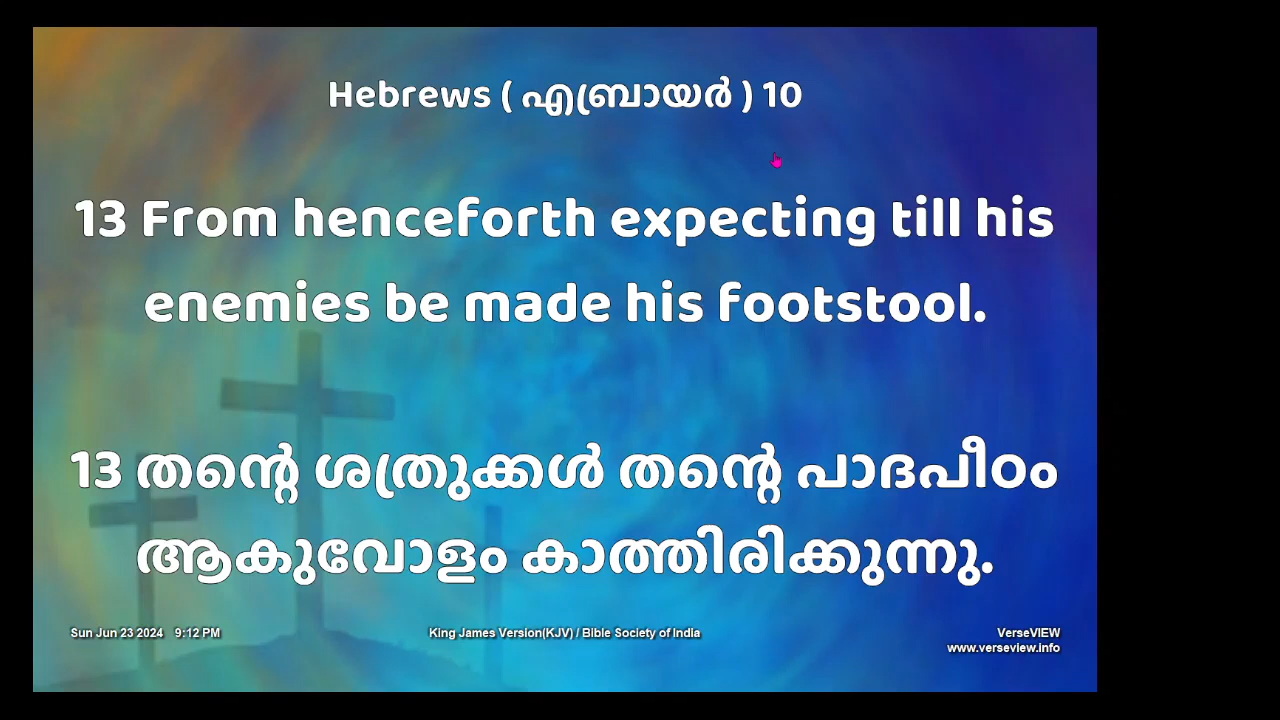 Hebrews ( എബ്രായർ ) 10
13 From henceforth expecting till his
enemies be made his footstool.
13 തന്റെ ശത്രുക്കൾ തന്റെ പാദപീഠം
ആകുവോളം കാത്തിരിക്കുന്നു.
Sun Jun 23 2024 9:12 PM
King James Version(KJV) / Bible Society of India
VerseVIEW
www.verseview.info